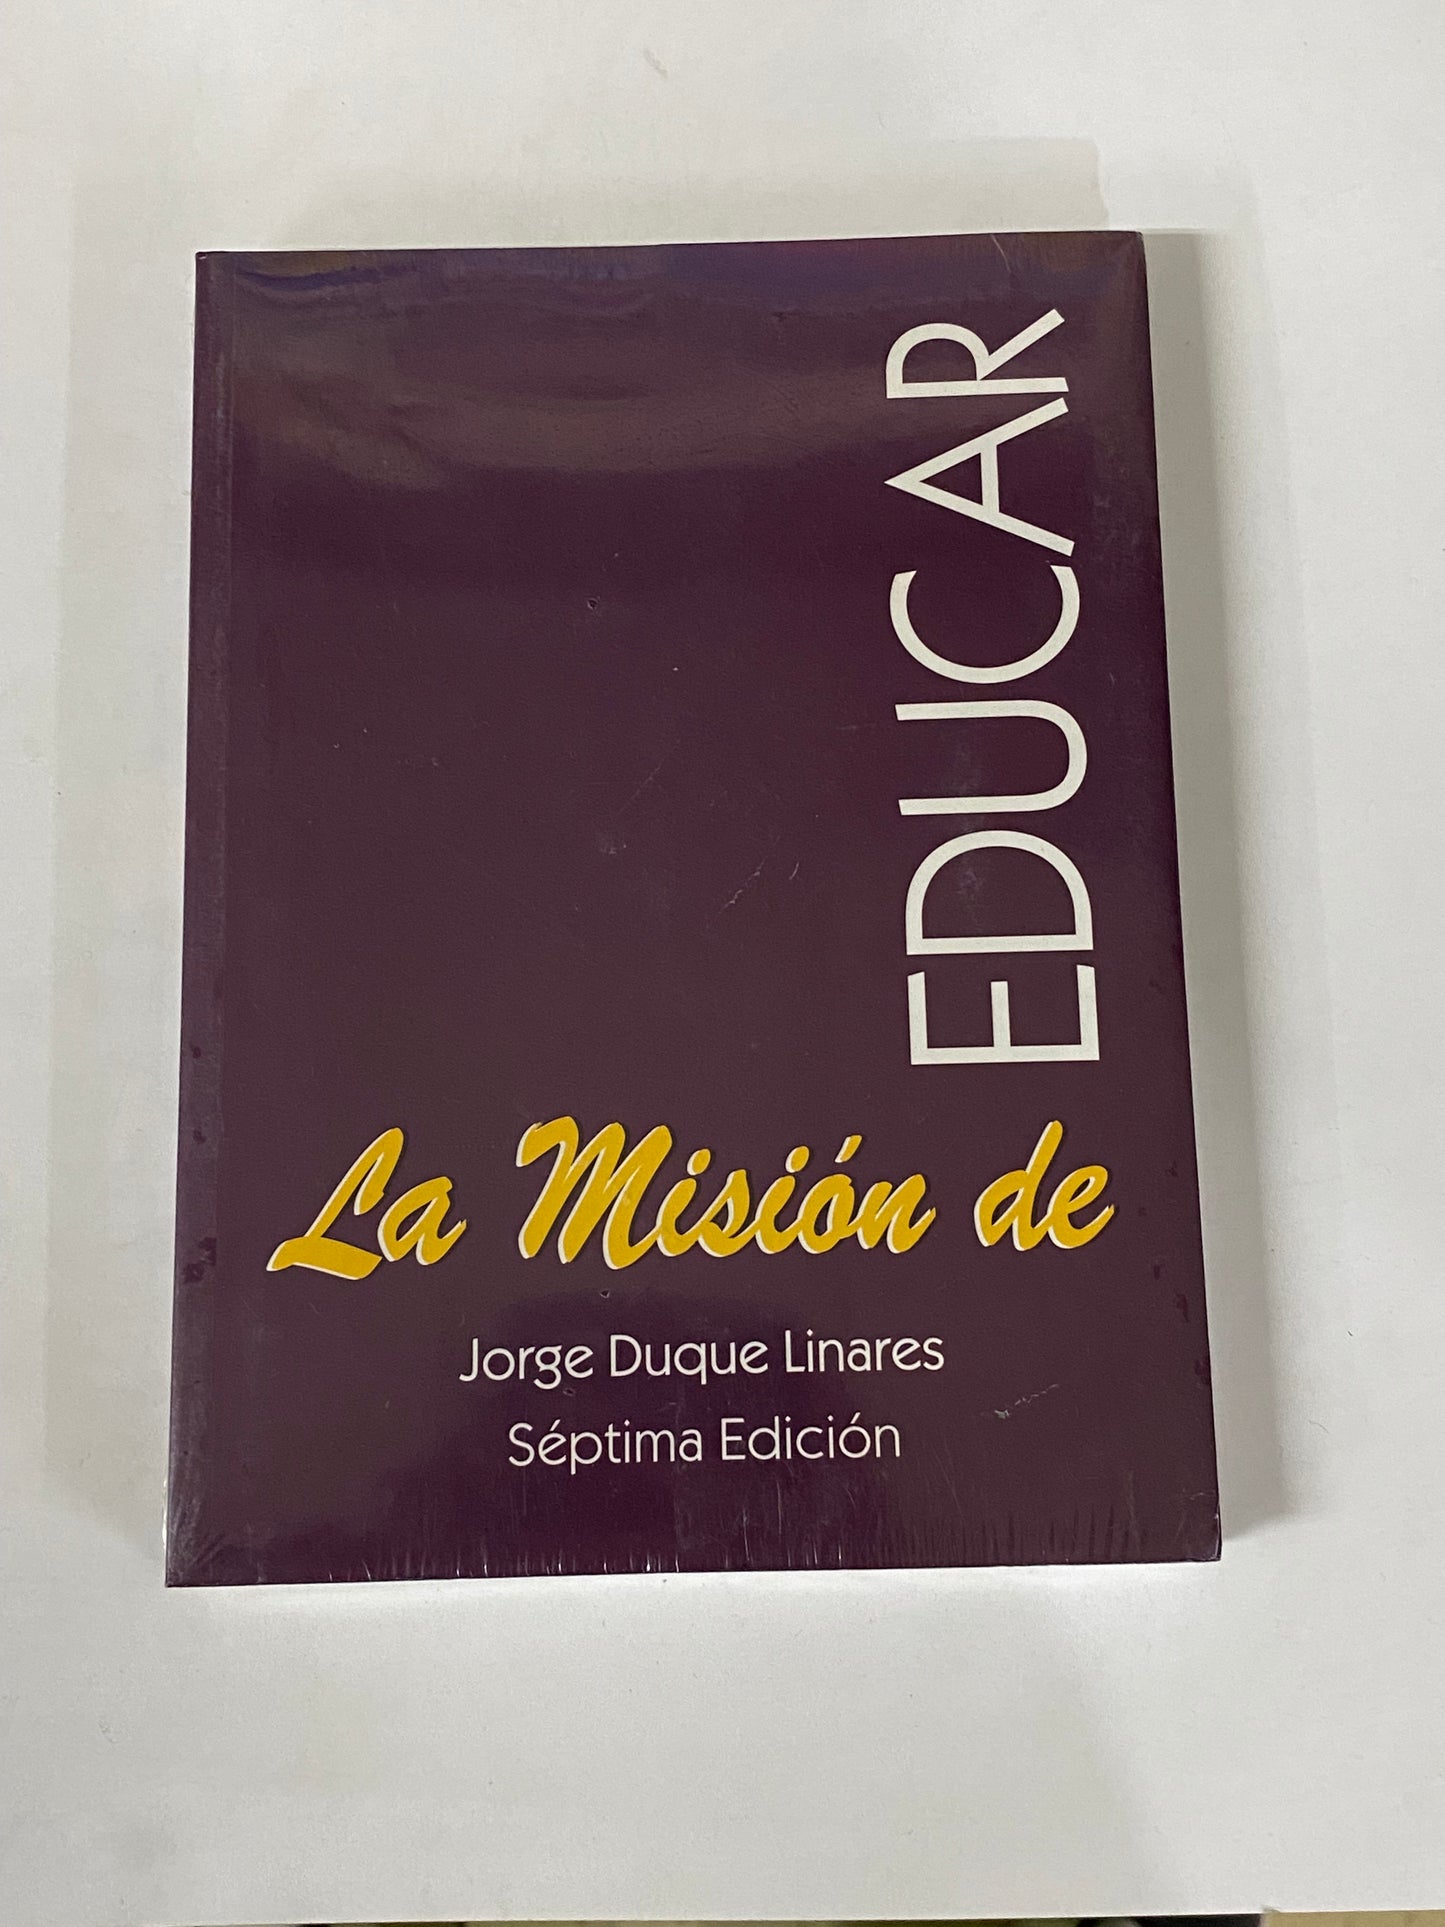 La Misión de
EDUCAR
Jorge Duque Linares
Séptima Edición